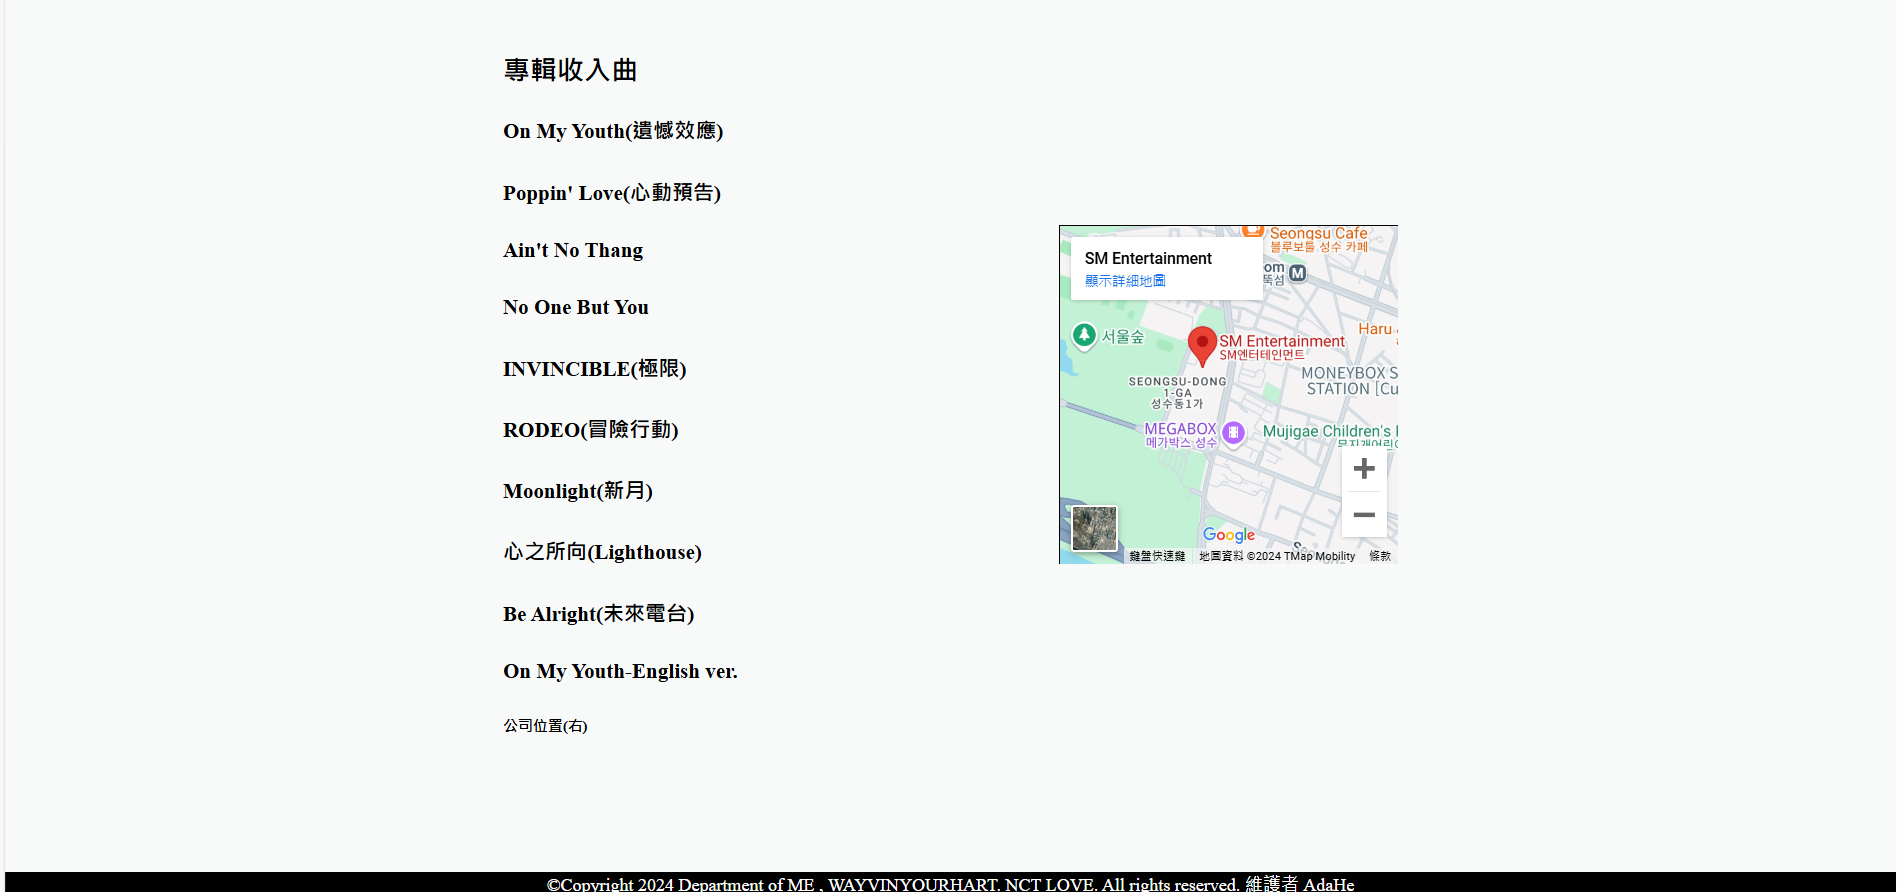 專輯收入曲
On My Youth(遺憾效應)
Poppin' Love(心動預告)
Ain't No Thang
No One But You
INVINCIBLE(極限)
RODEO(冒險行動)
Moonlight(新月)
心之所向(Lighthouse)
Be Alright(未來電台)
On My Youth-English ver.
公司位置(右)
Seongsu Cafe
블루보틀 성수 카페
SM Entertainment
顯示詳細地圖
om M
뚝섬
서울숲
Haru
SM Entertainment
SM엔터테인먼트
MONEYBOX S
STATION [Cu
SEONGSU-DONG
1-GA
성수동1가
MEGABOX
메가박스 성수
Mujigae Children's
무지개어린이
Google
鍵盤快速鍵 地圖資料 ©2024 TMap Mobility 條款
©Copyright 2024 Department of ME , WAYVINYOURHART. NCT LOVE. All rights reserved. 維護者 AdaHe